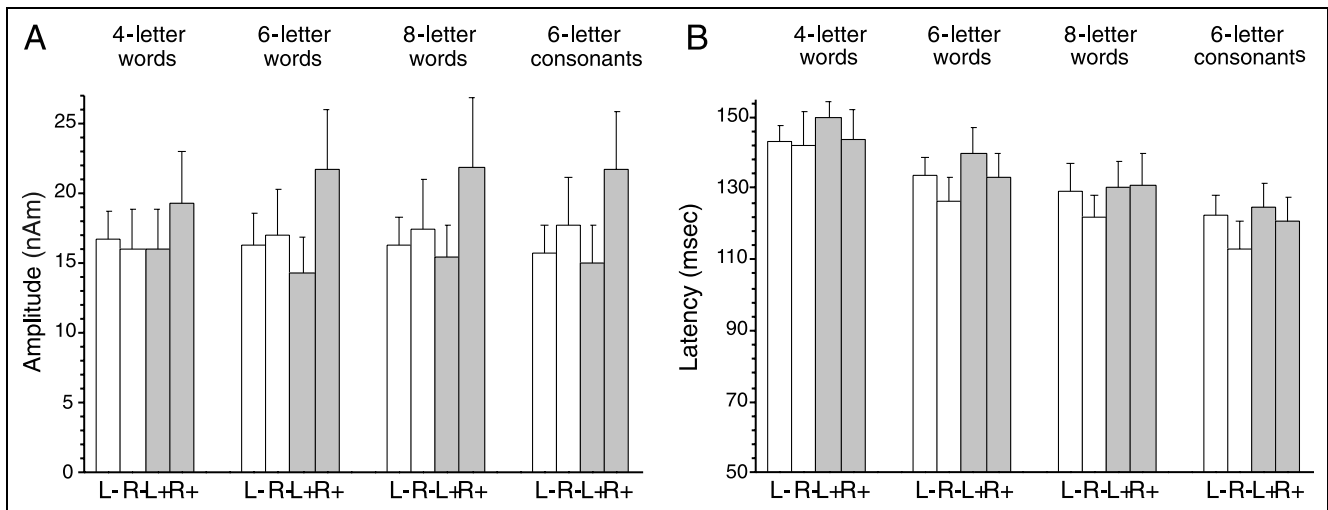 A
4-letter words
6-letter words
8-letter words
6-letter consonants
Amplitude (nAm)
25
20
15
10
5
0
L- R-L+R+
L- R-L+R+
L- R-L+R+
L- R-L+R+
B
4-letter words
6-letter words
8-letter words
6-letter consonants
Latency (msec)
150
130
110
90
70
50
L- R-L+R+
L- R-L+R+
L- R-L+R+
L- R-L+R+